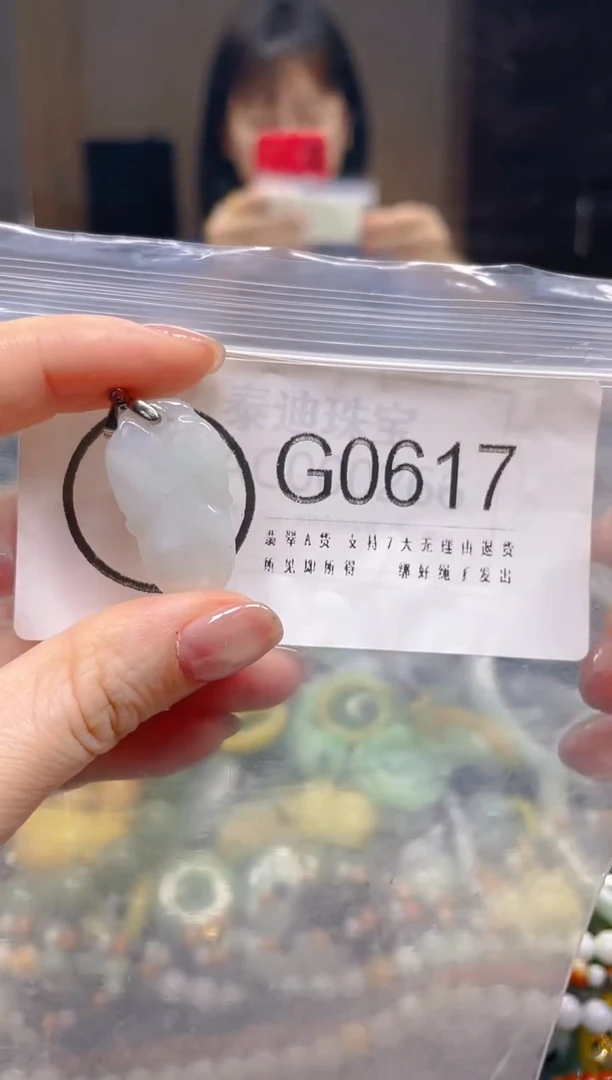 泰迪珠宝
G0617
翡翠A货 支持7天无理由退货
所见即所得 绑好绳子发出